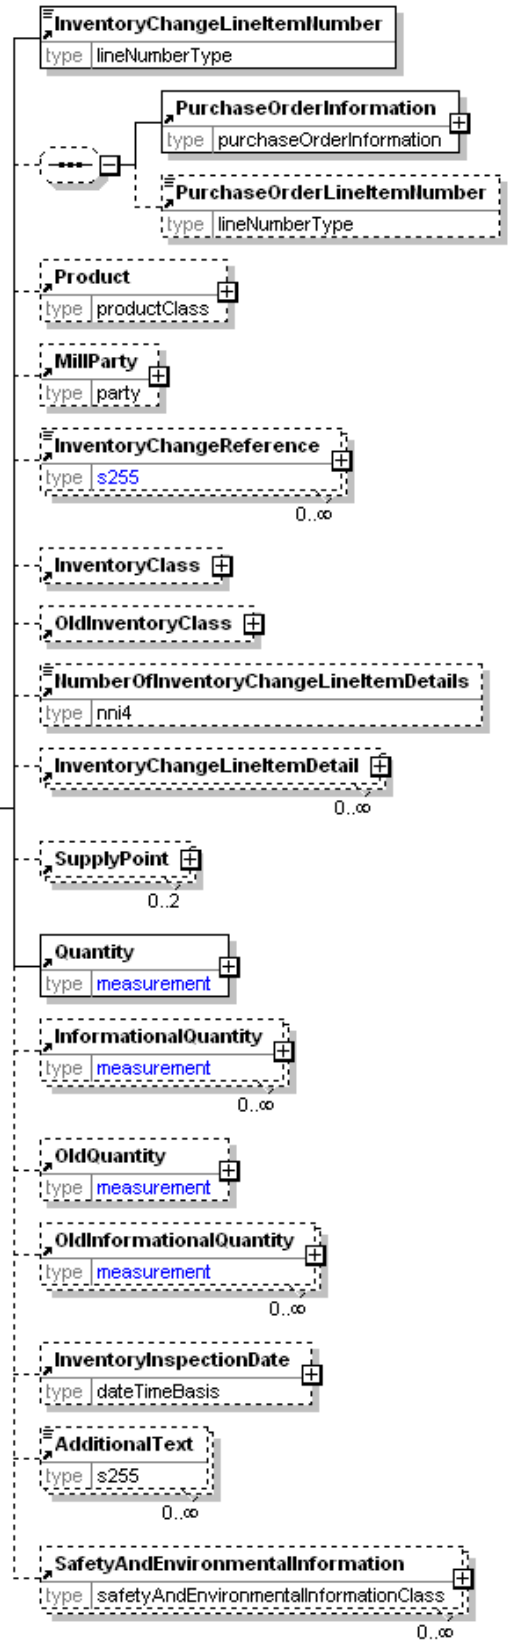 InventoryChangeLineItemNumber
type lineNumberType
PurchaseOrderInformation
type purchaseOrderInformation
PurchaseOrderLineItemNumber
type lineNumberType
Product
type productClass
MillParty
type party
InventoryChangeReference
type s255
0..∞
InventoryClass
OldInventoryClass
NumberOfInventoryChangeLineItemDetails
type nni4
InventoryChangeLineItemDetail
0..∞
SupplyPoint
0..2
Quantity
type measurement
InformationalQuantity
type measurement
0..∞
OldQuantity
type measurement
OldInformationalQuantity
type measurement
0..∞
InventoryInspectionDate
type dateTimeBasis
AdditionalText
type s255
0..∞
SafetyAndEnvironmentalInformation
type safetyAndEnvironmentalInformationClass
0..∞